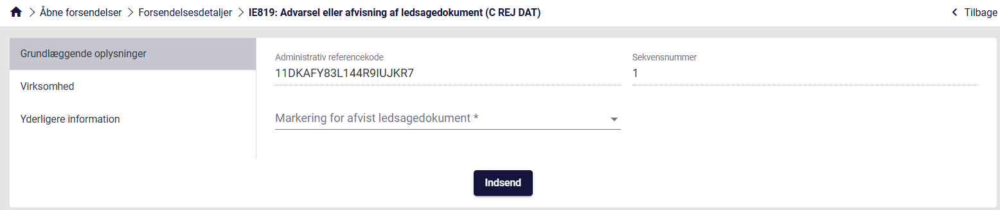 Åbne forsendelser > Forsendelsesdetaljer > IE819: Advarsel eller afvisning af ledsagedokument (C REJ DAT)
Tilbage
Grundlæggende oplysninger
Virksomhed
Yderligere information
Administrativ referencekode
11DKAFY83L144R9IUJKR7
Sekvensnummer
1
Markering for afvist ledsagedokument *
Indsend